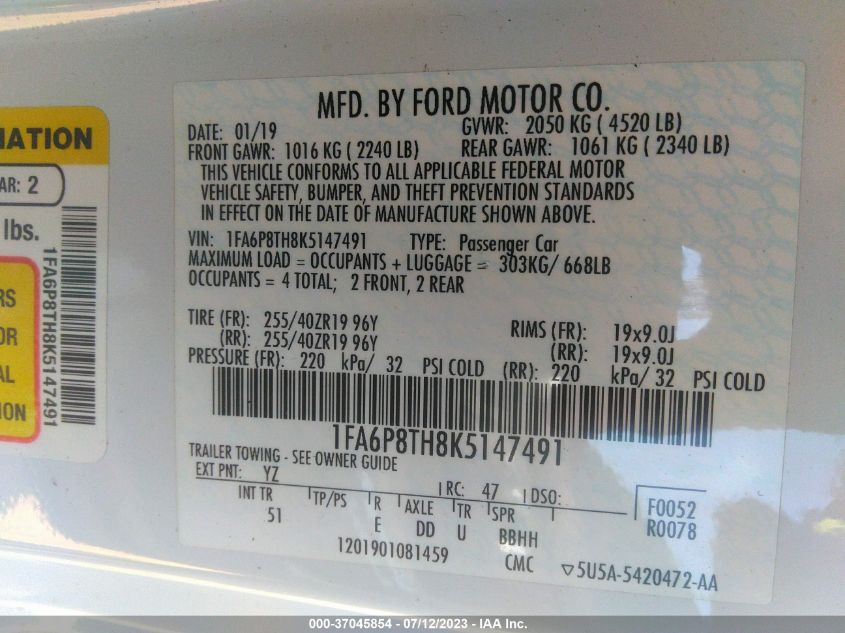 MATION
AR: 2
lbs.
RS
OR
AL
ION
1FA6P8TH8K5147491
MFD. BY FORD MOTOR CO.
DATE: 01/19 GVWR: 2050 KG ( 4520 LB)
FRONT GAWR: 1016 KG ( 2240 LB) REAR GAWR: 1061 KG ( 2340 LB)
THIS VEHICLE CONFORMS TO ALL APPLICABLE FEDERAL MOTOR
VEHICLE SAFETY, BUMPER, AND THEFT PREVENTION STANDARDS
IN EFFECT ON THE DATE OF MANUFACTURE SHOWN ABOVE.
VIN: 1FA6P8TH8K5147491 TYPE: Passenger Car
MAXIMUM LOAD = OCCUPANTS + LUGGAGE = 303KG/ 668LB
OCCUPANTS = 4 TOTAL; 2 FRONT, 2 REAR
TIRE (FR): 255/40ZR19 96Y RIMS (FR): 19x9.0J
(RR): 255/40ZR19 96Y (RR): 19x9.0J
PRESSURE (FR): 220 kPa/ 32 PSI COLD (RR): 220 kPa/ 32 PSI COLD
1FA6P8TH8K5147491
TRAILER TOWING - SEE OWNER GUIDE
EXT PNT: YZ RC: 47 DSO:
INT TR TP/PS R AXLE TR SPR
51 E DD U BBHH
F0052
R0078
1201901081459 CMC ▽5U5A-5420472-AA
000-37045854 - 07/12/2023 - IAA Inc.